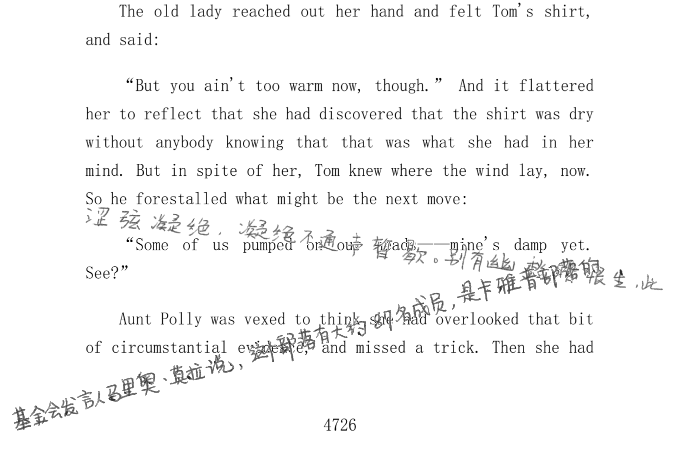 The old lady reached out her hand and felt Tom's shirt,
and said:
“But you ain't too warm now, though.” And it flattered
her to reflect that she had discovered that the shirt was dry
without anybody knowing that that was what she had in her
mind. But in spite of her, Tom knew where the wind lay, now.
So he forestalled what might be the next move:
涩弦凝绝，凝绝不通声暂歇。别有幽 恨生，此
“Some of us pumped on our heads——mine's damp yet.
See?”
Aunt Polly was vexed to think she had overlooked that bit
of circumstantial evidence, and missed a trick. Then she had
基金会发言人马里奥·莫拉说，这个部落有大约87名成员，是卡雅普部落的
4726